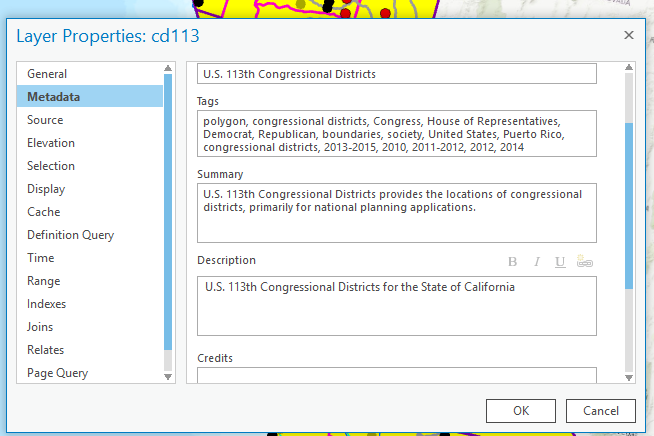 Layer Properties: cd113
General
Metadata
Source
Elevation
Selection
Display
Cache
Definition Query
Time
Range
Indexes
Joins
Relates
Page Query
U.S. 113th Congressional Districts
Tags
polygon, congressional districts, Congress, House of Representatives,
Democrat, Republican, boundaries, society, United States, Puerto Rico,
congressional districts, 2013-2015, 2010, 2011-2012, 2012, 2014
Summary
U.S. 113th Congressional Districts provides the locations of congressional
districts, primarily for national planning applications.
Description
B I U
U.S. 113th Congressional Districts for the State of California
Credits
OK
Cancel